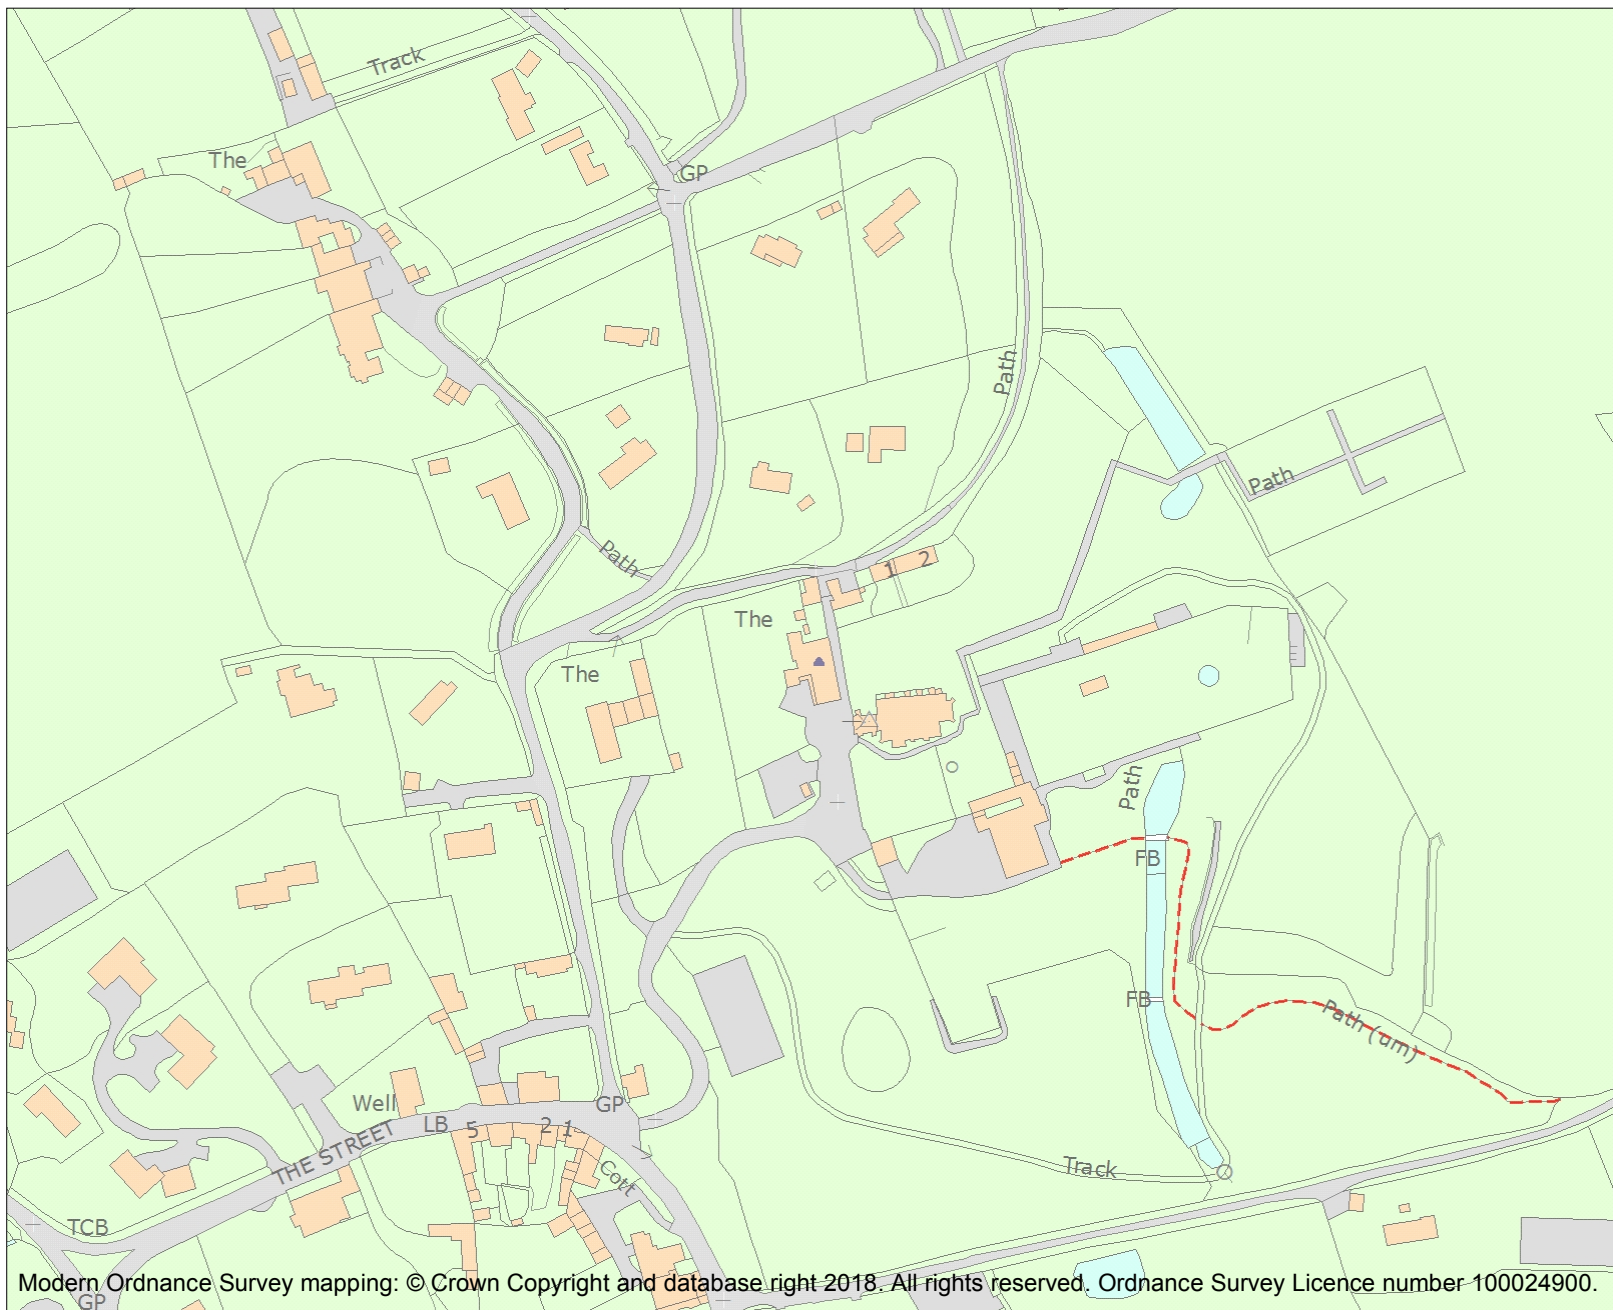 Track
The
GP
Path
Path
Path
1 2
The
The
Path
FB
FB
Path (um)
Well
GP
LB
5
2 1
THE STREET
Cott
Track
TCB
Modern Ordnance Survey mapping: © Crown Copyright and database right 2018. All rights reserved. Ordnance Survey Licence number 100024900.
GP